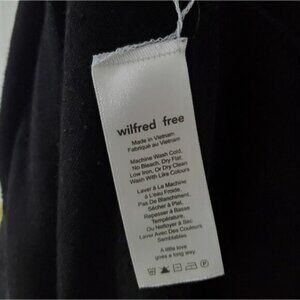 wilfred free
Made in Vietnam
Fabriqué au Vietnam
Machine Wash Cold,
No Bleach, Dry Flat,
Low Iron, Or Dry Clean
Wash With Like Colours
Laver à La Machine
à L'eau Froide,
Pas De Blanchiment,
Sécher à Plat,
Repasser à Basse
Température,
Ou Nettoyer à Sec
Laver Avec Des Couleurs
Semblables
A little love
goes a long way